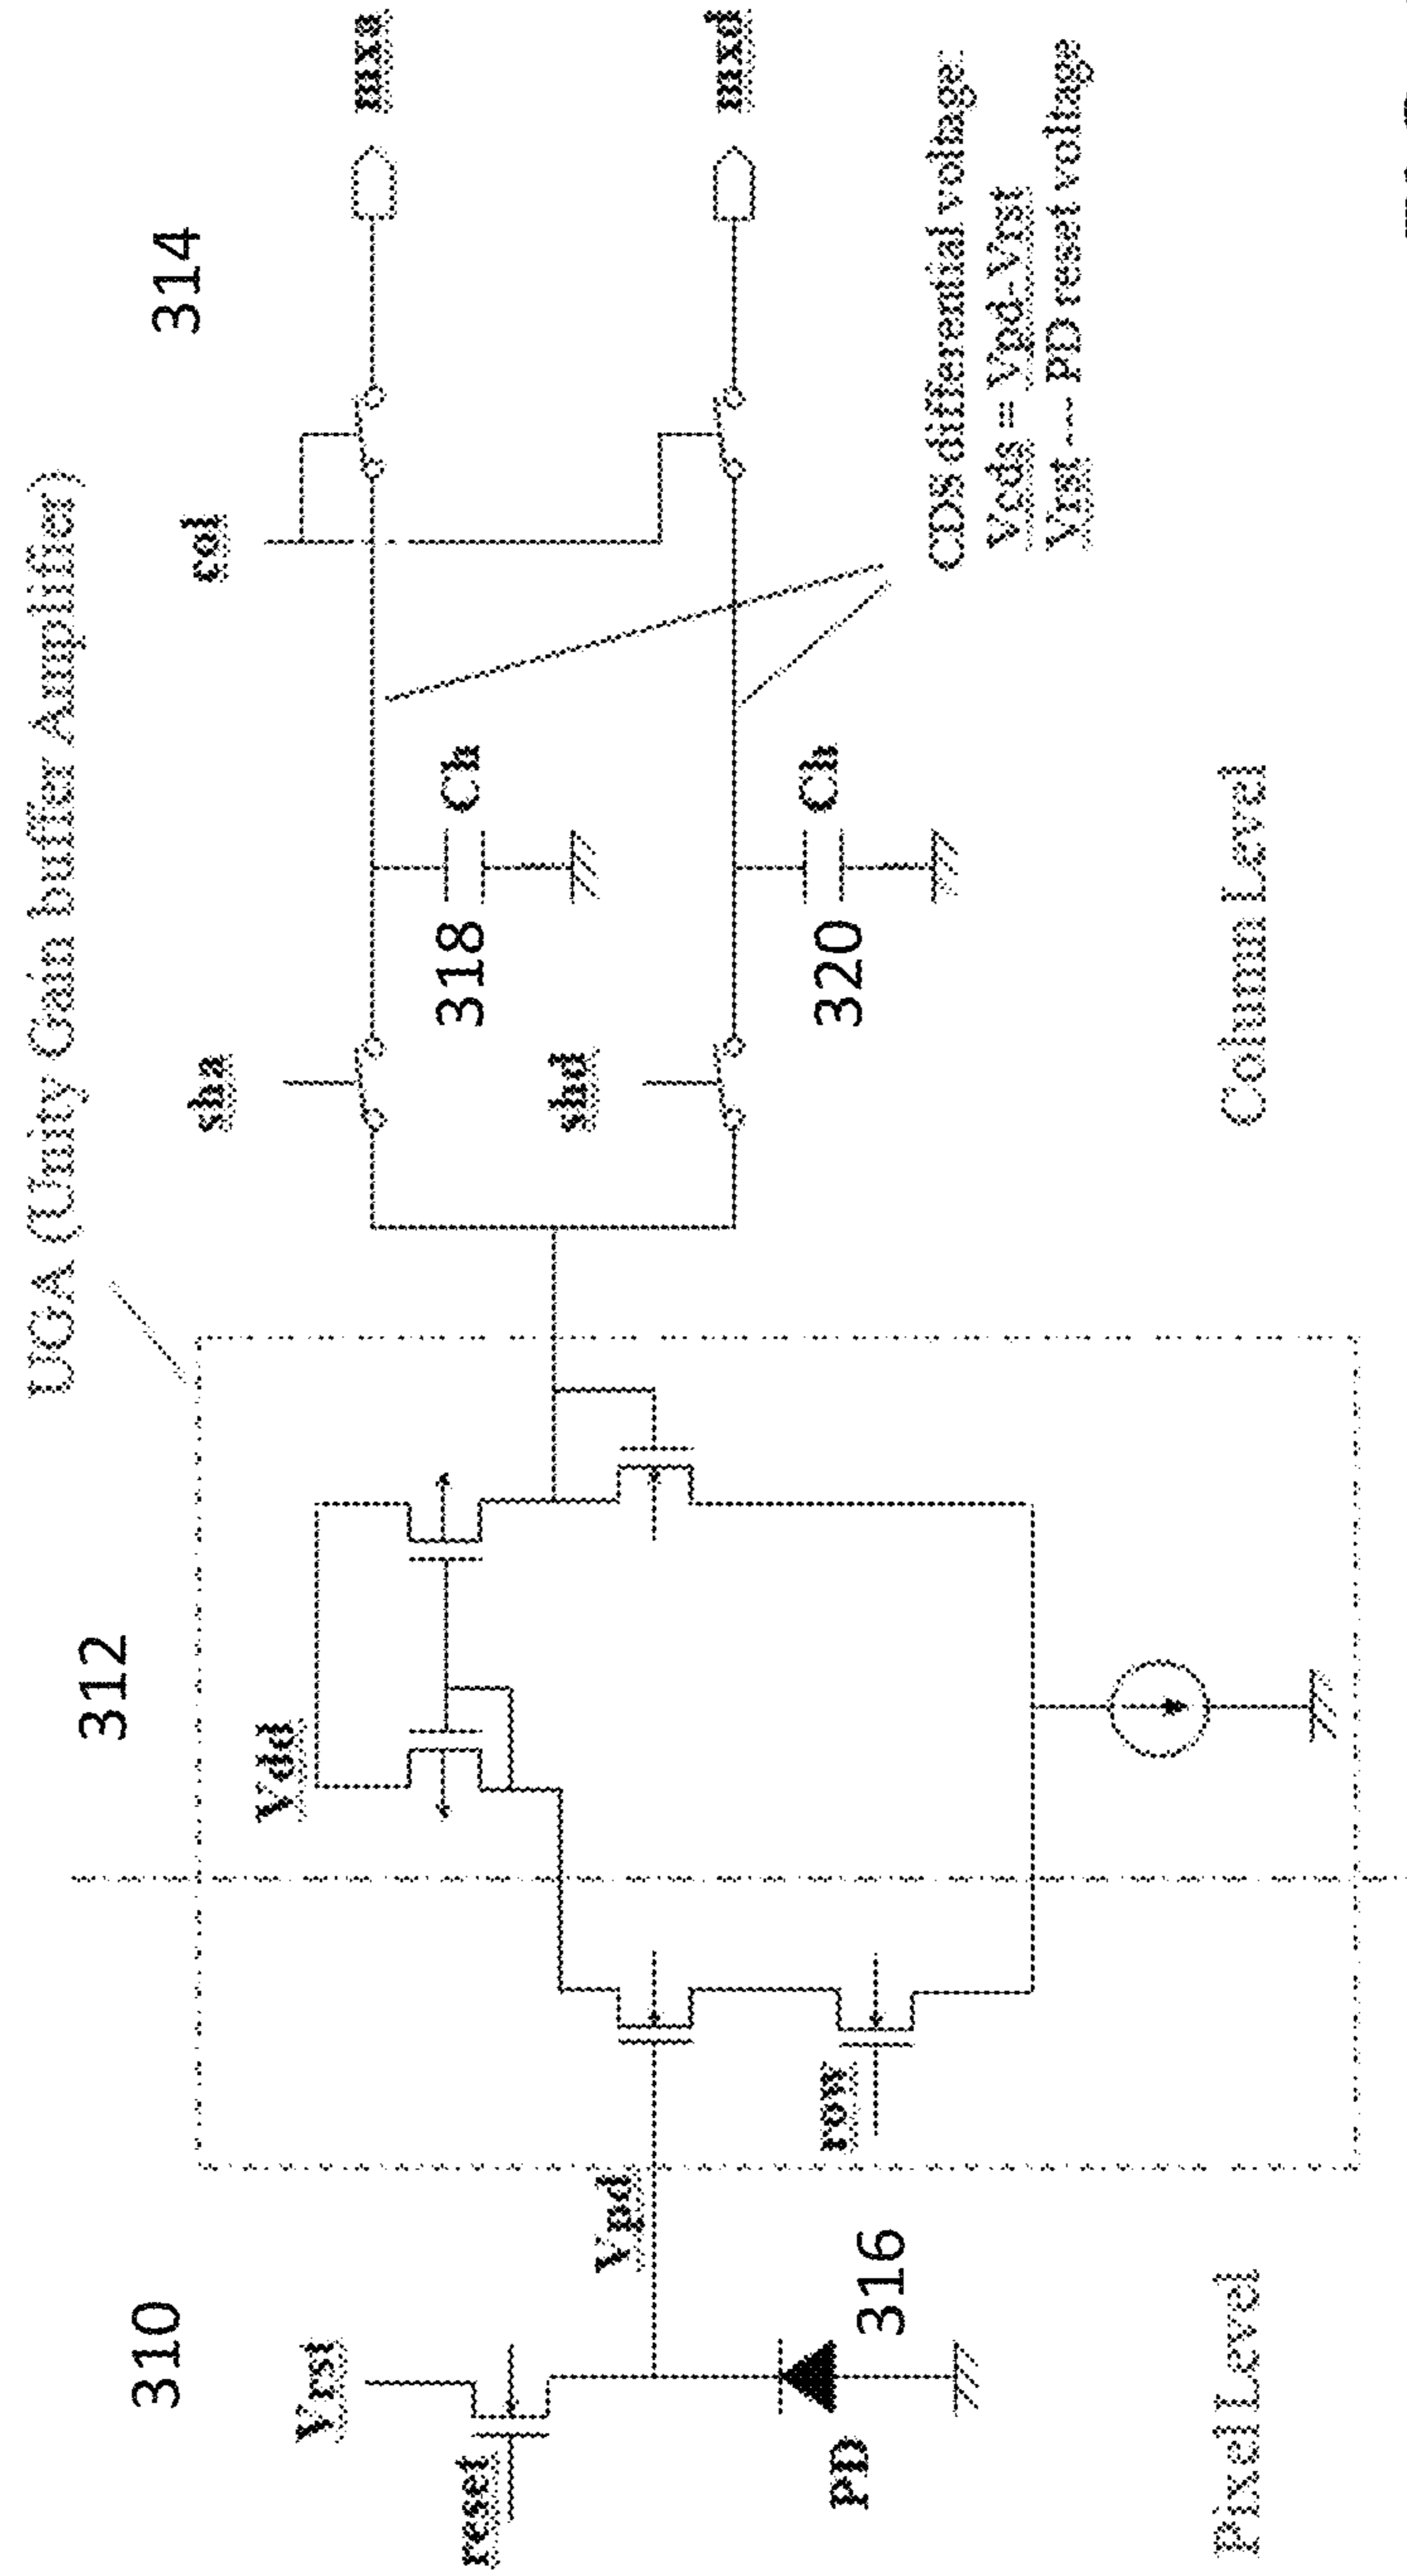 UGA (Unity Gain buffer Amplifier)
310
312
314
Vrst
reset
Vpd
PD
316
row
Vdd
sha
shd
318
Ch
320
Ch
col
mxa
mxd
CDS differential voltage:
Vcds = Vpd-Vrst
Vrst --- PD reset voltage
Pixel Level
Column Level